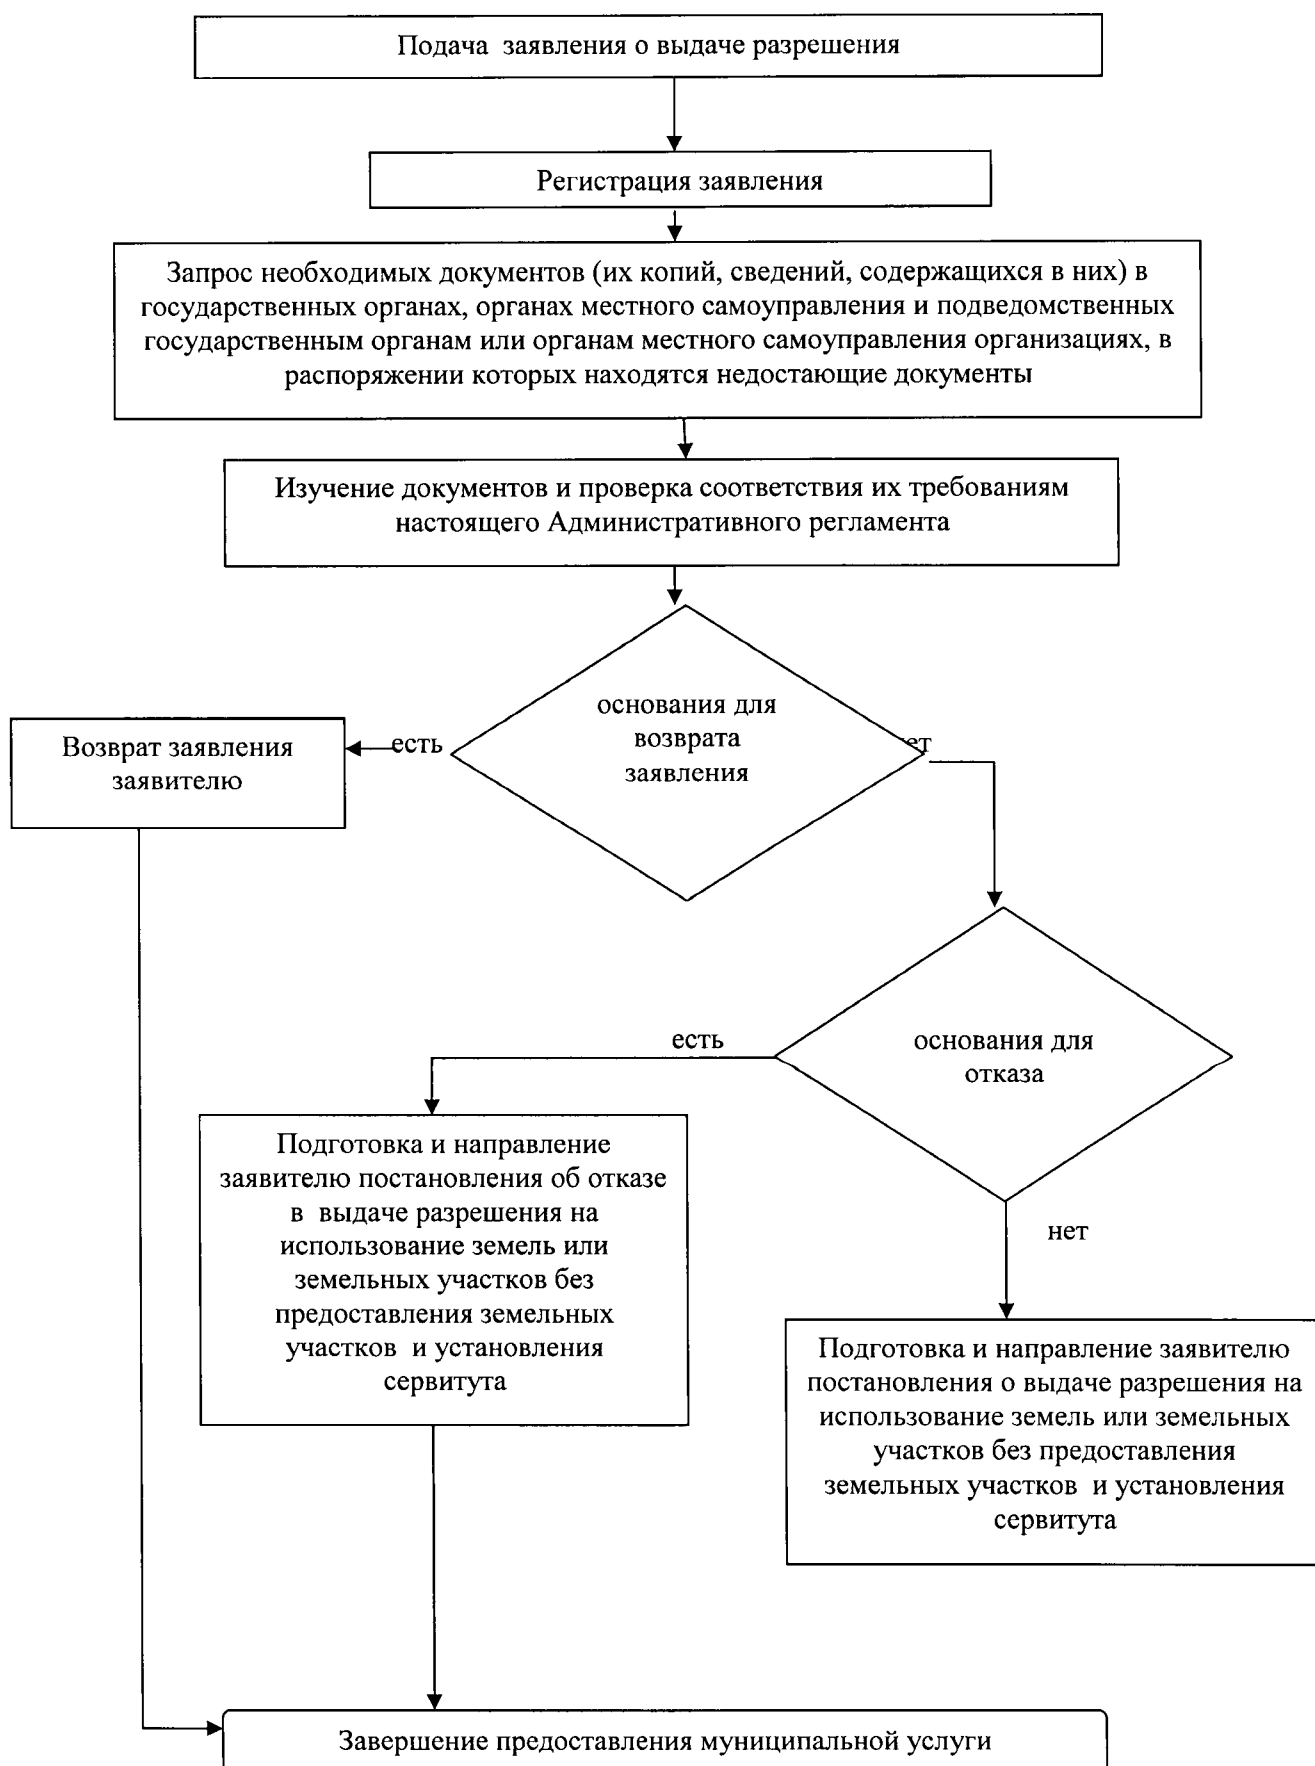 Подача заявления о выдаче разрешения
Регистрация заявления
Запрос необходимых документов (их копий, сведений, содержащихся в них) в
государственных органах, органах местного самоуправления и подведомственных
государственным органам или органам местного самоуправления организациях, в
распоряжении которых находятся недостающие документы
Изучение документов и проверка соответствия их требованиям
настоящего Административного регламента
основания для
возврата
заявления
есть
Возврат заявления
заявителю
основания для
отказа
есть
Подготовка и направление
заявителю постановления об отказе
в выдаче разрешения на
использование земель или
земельных участков без
предоставления земельных
участков и установления
сервитута
нет
Подготовка и направление заявителю
постановления о выдаче разрешения на
использование земель или земельных
участков без предоставления
земельных участков и установления
сервитута
Завершение предоставления муниципальной услуги